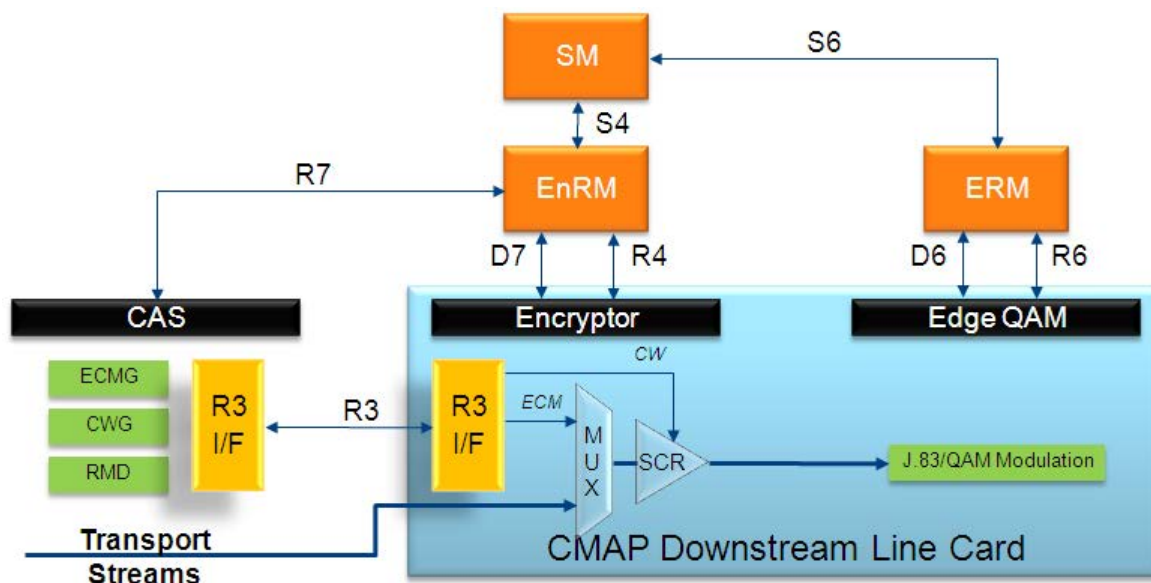 SM
S6
S4
R7
EnRM
ERM
D7
R4
D6
R6
CAS
Encryptor
Edge QAM
ECMG
CWG
RMD
R3
I/F
R3
R3
I/F
CW
ECM
MUX
SCR
J.83/QAM Modulation
Transport
Streams
CMAP Downstream Line Card